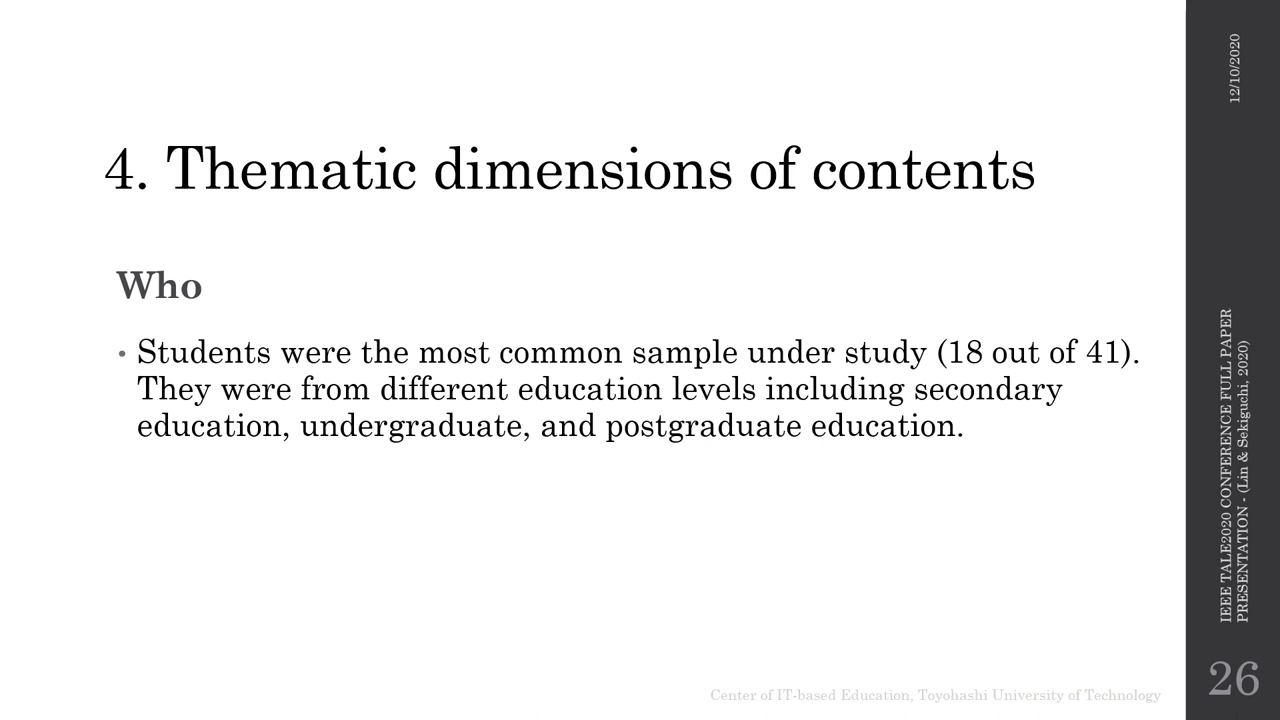 4. Thematic dimensions of contents
Who
• Students were the most common sample under study (18 out of 41).
They were from different education levels including secondary
education, undergraduate, and postgraduate education.
Center of IT-based Education, Toyohashi University of Technology
12/10/2020
IEEE TALE2020 CONFERENCE FULL PAPER
PRESENTATION - (Lin & Sekiguchi, 2020)
26